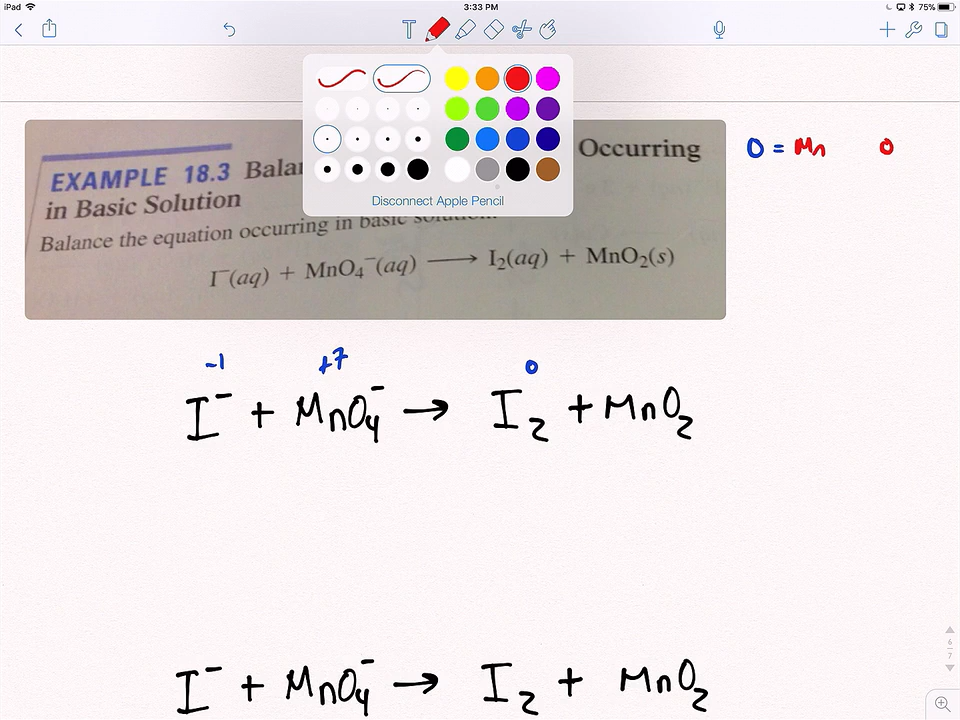 iPad 3:33 PM 75%
T
EXAMPLE 18.3 Occurring
in Basic Solution
Balance the equation occurring in basic
I⁻(aq) + MnO₄⁻(aq) ⟶ I₂(aq) + MnO₂(s)
0 = Mn O
Disconnect Apple Pencil
-1 +7 0
I⁻ + MnO₄⁻ → I₂ + MnO₂
I⁻ + MnO₄⁻ → I₂ + MnO₂
6
7